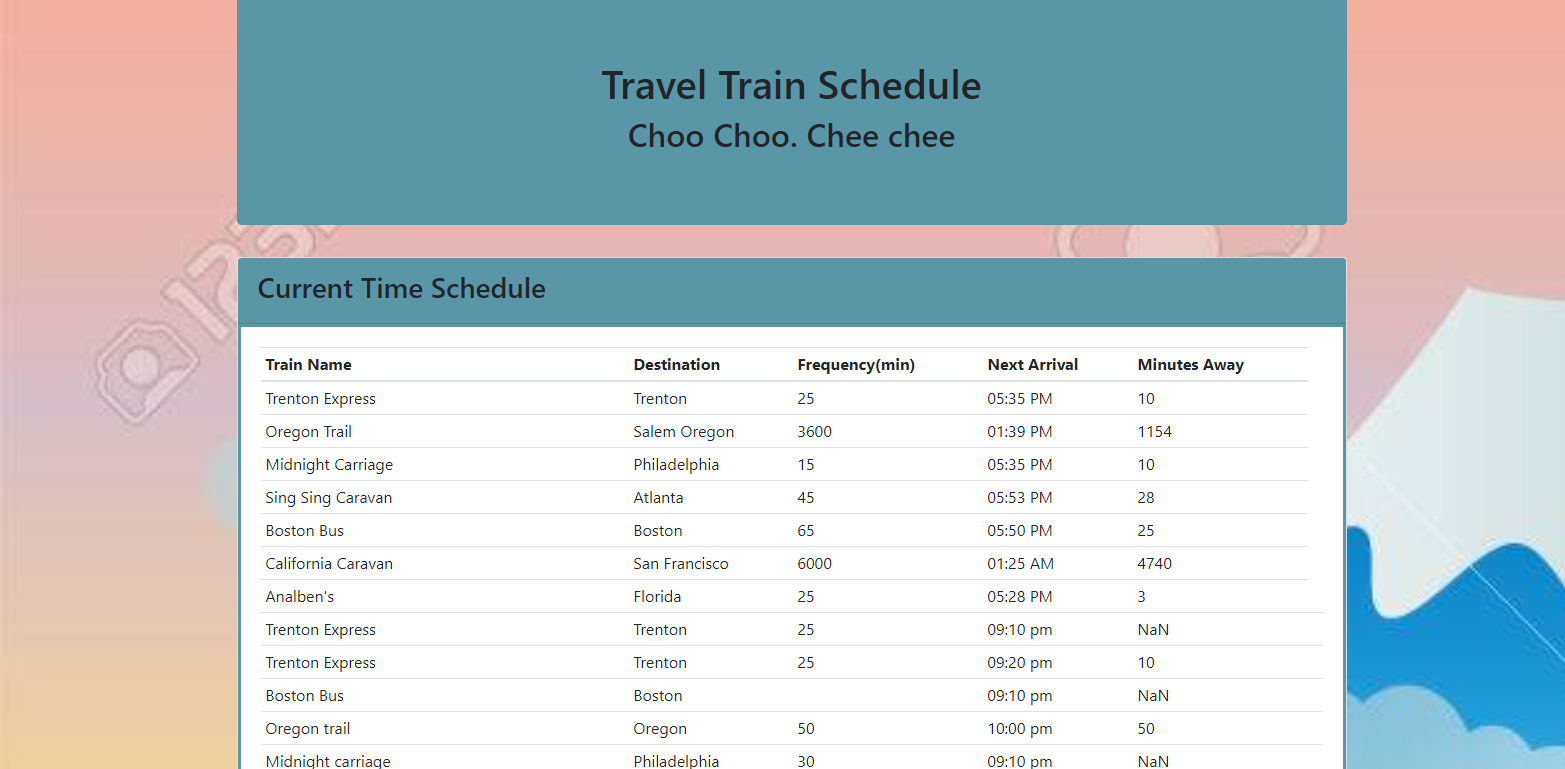 Travel Train Schedule
Choo Choo. Chee chee
Current Time Schedule
Train Name Destination Frequency(min) Next Arrival Minutes Away
Trenton Express Trenton 25 05:35 PM 10
Oregon Trail Salem Oregon 3600 01:39 PM 1154
Midnight Carriage Philadelphia 15 05:35 PM 10
Sing Sing Caravan Atlanta 45 05:53 PM 28
Boston Bus Boston 65 05:50 PM 25
California Caravan San Francisco 6000 01:25 AM 4740
Analben's Florida 25 05:28 PM 3
Trenton Express Trenton 25 09:10 pm NaN
Trenton Express Trenton 25 09:20 pm 10
Boston Bus Boston 09:10 pm NaN
Oregon trail Oregon 50 10:00 pm 50
Midnight carriage Philadelphia 30 09:10 pm NaN